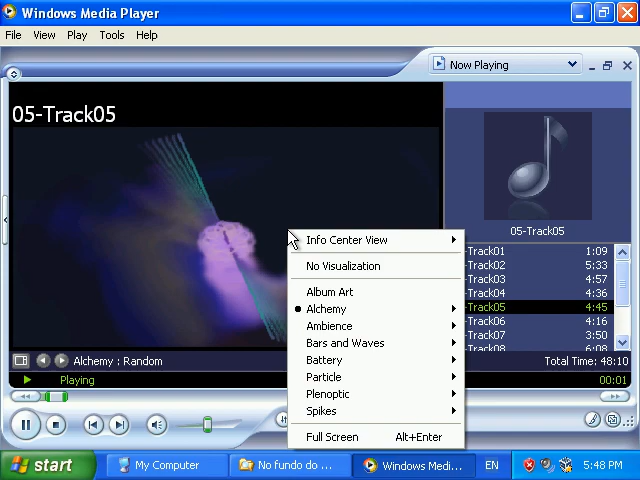 Windows Media Player
File View Play Tools Help
Now Playing
05-Track05
05-Track05
Info Center View
No Visualization
Album Art
Alchemy
Ambience
Bars and Waves
Battery
Particle
Plenoptic
Spikes
Full Screen Alt+Enter
-Track01 1:09
-Track02 5:33
-Track03 4:57
-Track04 4:36
-Track05 4:45
-Track06 4:16
-Track07 3:50
-Track08 6:08
Alchemy : Random
Total Time: 48:10
Playing 00:01
start My Computer No fundo do ... Windows Medi... EN 5:48 PM